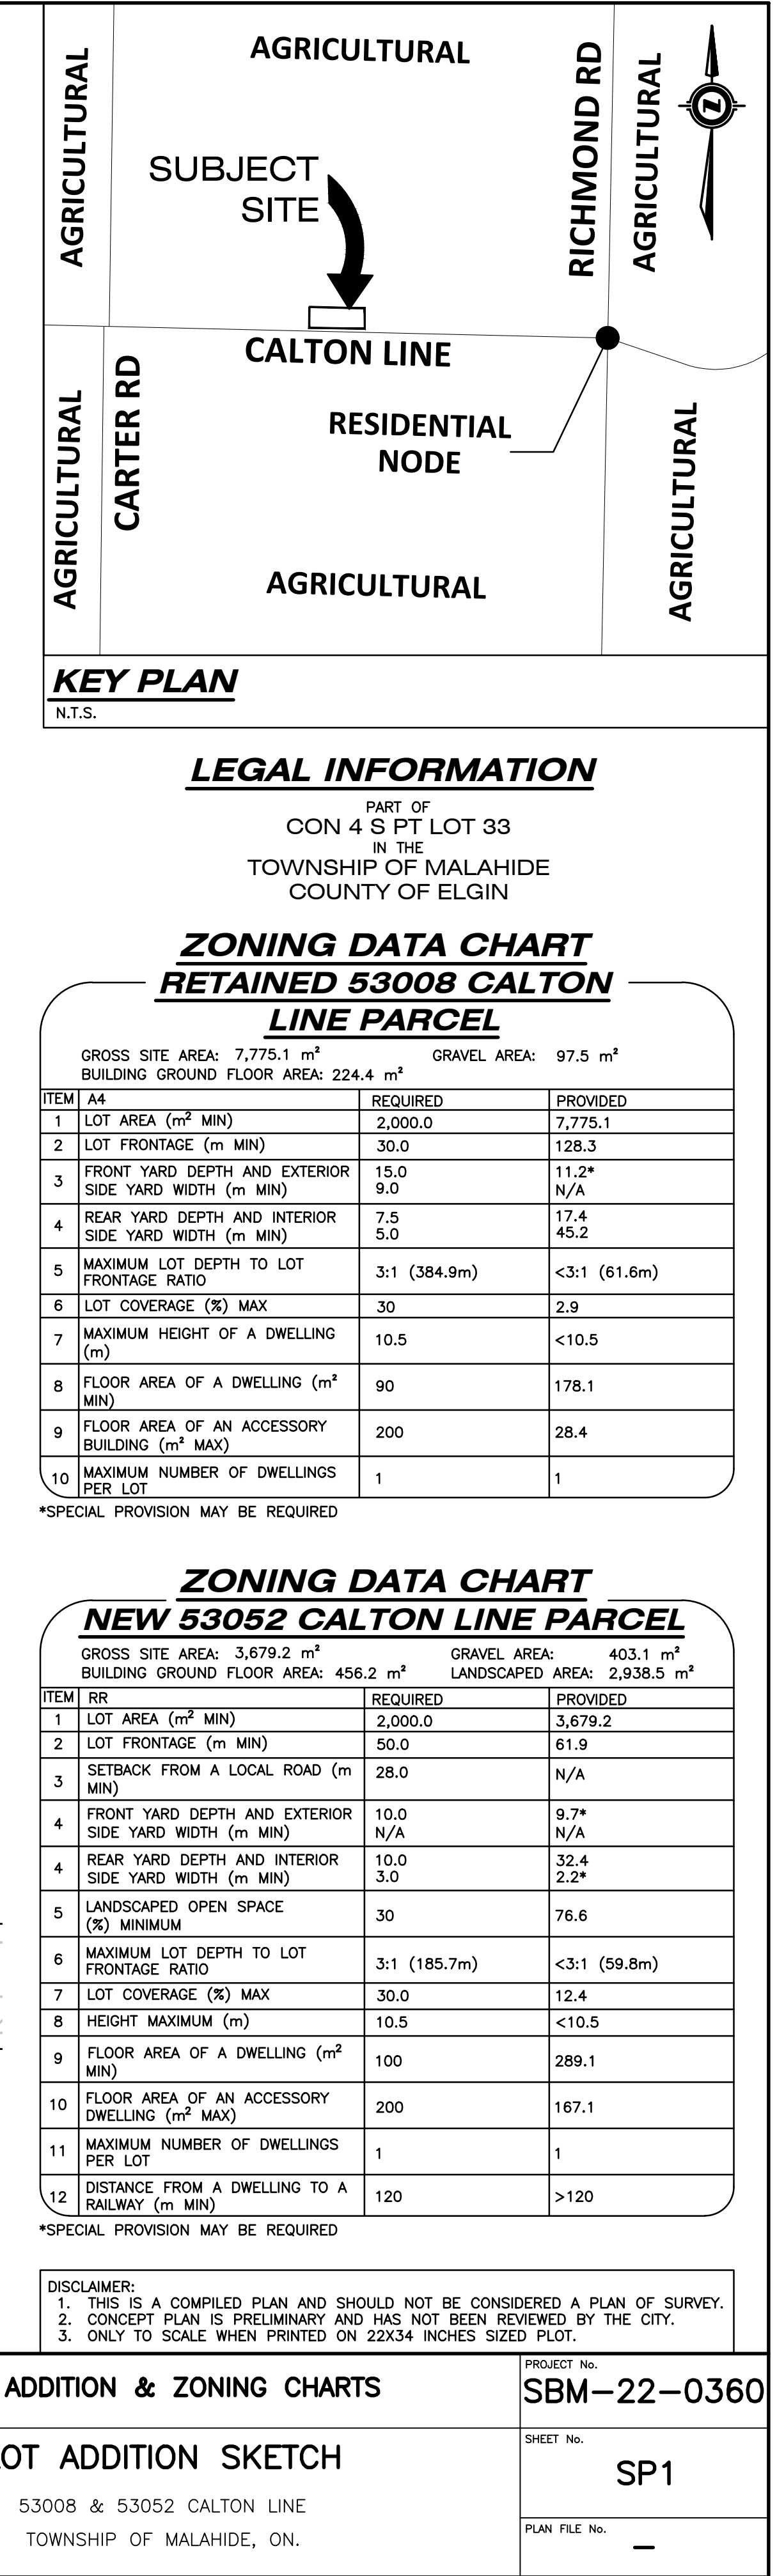 AGRICULTURAL
AGRICULTURAL
RICHMOND RD
AGRICULTURAL
SUBJECT
SITE
CALTON LINE
CARTER RD
AGRICULTURAL
RESIDENTIAL
NODE
AGRICULTURAL
AGRICULTURAL
KEY PLAN
N.T.S.
LEGAL INFORMATION
PART OF
CON 4 S PT LOT 33
IN THE
TOWNSHIP OF MALAHIDE
COUNTY OF ELGIN
ZONING DATA CHART
RETAINED 53008 CALTON
LINE PARCEL
GROSS SITE AREA: 7,775.1 m² GRAVEL AREA: 97.5 m²
BUILDING GROUND FLOOR AREA: 224.4 m²
ITEM A4 REQUIRED PROVIDED
1 LOT AREA (m² MIN) 2,000.0 7,775.1
2 LOT FRONTAGE (m MIN) 30.0 128.3
3 FRONT YARD DEPTH AND EXTERIOR 15.0 11.2*
SIDE YARD WIDTH (m MIN) 9.0 N/A
4 REAR YARD DEPTH AND INTERIOR 7.5 17.4
SIDE YARD WIDTH (m MIN) 5.0 45.2
5 MAXIMUM LOT DEPTH TO LOT
FRONTAGE RATIO 3:1 (384.9m) <3:1 (61.6m)
6 LOT COVERAGE (%) MAX 30 2.9
7 MAXIMUM HEIGHT OF A DWELLING
(m) 10.5 <10.5
8 FLOOR AREA OF A DWELLING (m²
MIN) 90 178.1
9 FLOOR AREA OF AN ACCESSORY
BUILDING (m² MAX) 200 28.4
10 MAXIMUM NUMBER OF DWELLINGS
PER LOT 1 1
*SPECIAL PROVISION MAY BE REQUIRED
ZONING DATA CHART
NEW 53052 CALTON LINE PARCEL
GROSS SITE AREA: 3,679.2 m² GRAVEL AREA: 403.1 m²
BUILDING GROUND FLOOR AREA: 456.2 m² LANDSCAPED AREA: 2,938.5 m²
ITEM RR REQUIRED PROVIDED
1 LOT AREA (m² MIN) 2,000.0 3,679.2
2 LOT FRONTAGE (m MIN) 50.0 61.9
3 SETBACK FROM A LOCAL ROAD (m
MIN) 28.0 N/A
4 FRONT YARD DEPTH AND EXTERIOR 10.0 9.7*
SIDE YARD WIDTH (m MIN) N/A N/A
4 REAR YARD DEPTH AND INTERIOR 10.0 32.4
SIDE YARD WIDTH (m MIN) 3.0 2.2*
5 LANDSCAPED OPEN SPACE
(%) MINIMUM 30 76.6
6 MAXIMUM LOT DEPTH TO LOT
FRONTAGE RATIO 3:1 (185.7m) <3:1 (59.8m)
7 LOT COVERAGE (%) MAX 30.0 12.4
8 HEIGHT MAXIMUM (m) 10.5 <10.5
9 FLOOR AREA OF A DWELLING (m²
MIN) 100 289.1
10 FLOOR AREA OF AN ACCESSORY
DWELLING (m² MAX) 200 167.1
11 MAXIMUM NUMBER OF DWELLINGS
PER LOT 1 1
12 DISTANCE FROM A DWELLING TO A
RAILWAY (m MIN) 120 >120
*SPECIAL PROVISION MAY BE REQUIRED
DISCLAIMER:
1. THIS IS A COMPILED PLAN AND SHOULD NOT BE CONSIDERED A PLAN OF SURVEY.
2. CONCEPT PLAN IS PRELIMINARY AND HAS NOT BEEN REVIEWED BY THE CITY.
3. ONLY TO SCALE WHEN PRINTED ON 22X34 INCHES SIZED PLOT.
ADDITION & ZONING CHARTS
PROJECT No.
SBM-22-0360
OT ADDITION SKETCH
53008 & 53052 CALTON LINE
TOWNSHIP OF MALAHIDE, ON.
SHEET No.
SP1
PLAN FILE No.
–